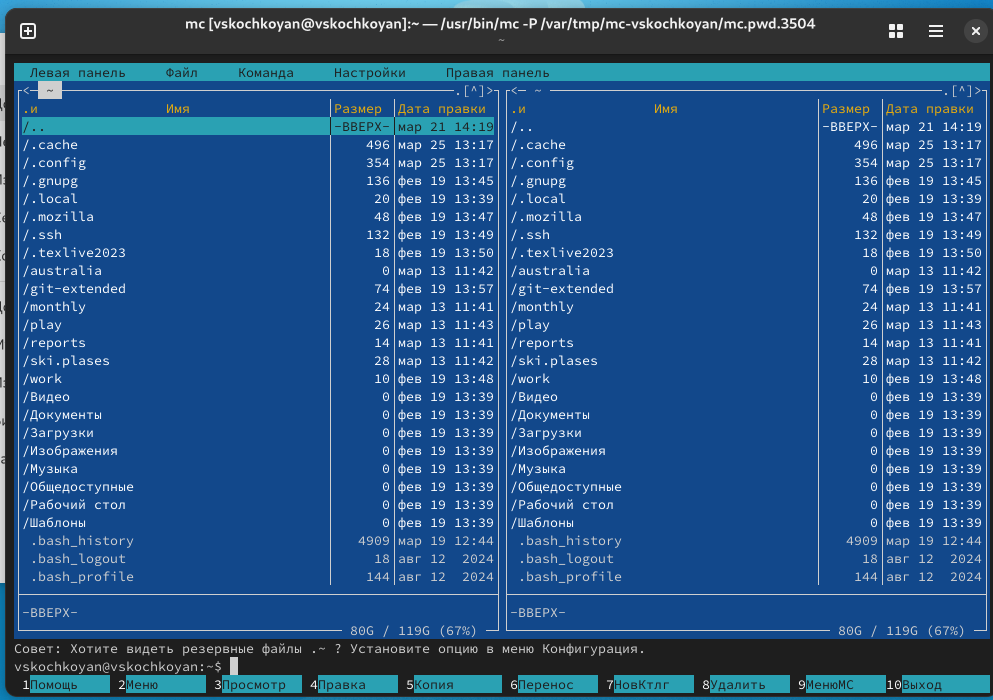 mc [vskochkoyan@vskochkoyan]:~ — /usr/bin/mc -P /var/tmp/mc-vskochkoyan/mc.pwd.3504
~
Левая панель Файл Команда Настройки Правая панель
<─ ~ .[^]> <─ ~ .[^]>
.и Имя Размер Дата правки .и Имя Размер Дата правки
/.. -ВВЕРХ- мар 21 14:19 /.. -ВВЕРХ- мар 21 14:19
/.cache 496 мар 25 13:17 /.cache 496 мар 25 13:17
/.config 354 мар 25 13:17 /.config 354 мар 25 13:17
/.gnupg 136 фев 19 13:45 /.gnupg 136 фев 19 13:45
/.local 20 фев 19 13:39 /.local 20 фев 19 13:39
/.mozilla 48 фев 19 13:47 /.mozilla 48 фев 19 13:47
/.ssh 132 фев 19 13:49 /.ssh 132 фев 19 13:49
/.texlive2023 18 фев 19 13:50 /.texlive2023 18 фев 19 13:50
/australia 0 мар 13 11:42 /australia 0 мар 13 11:42
/git-extended 74 фев 19 13:57 /git-extended 74 фев 19 13:57
/monthly 24 мар 13 11:41 /monthly 24 мар 13 11:41
/play 26 мар 13 11:43 /play 26 мар 13 11:43
/reports 14 мар 13 11:41 /reports 14 мар 13 11:41
/ski.plases 28 мар 13 11:42 /ski.plases 28 мар 13 11:42
/work 10 фев 19 13:48 /work 10 фев 19 13:48
/Видео 0 фев 19 13:39 /Видео 0 фев 19 13:39
/Документы 0 фев 19 13:39 /Документы 0 фев 19 13:39
/Загрузки 0 фев 19 13:39 /Загрузки 0 фев 19 13:39
/Изображения 0 фев 19 13:39 /Изображения 0 фев 19 13:39
/Музыка 0 фев 19 13:39 /Музыка 0 фев 19 13:39
/Общедоступные 0 фев 19 13:39 /Общедоступные 0 фев 19 13:39
/Рабочий стол 0 фев 19 13:39 /Рабочий стол 0 фев 19 13:39
/Шаблоны 0 фев 19 13:39 /Шаблоны 0 фев 19 13:39
.bash_history 4909 мар 19 12:44 .bash_history 4909 мар 19 12:44
.bash_logout 18 авг 12 2024 .bash_logout 18 авг 12 2024
.bash_profile 144 авг 12 2024 .bash_profile 144 авг 12 2024
-ВВЕРХ- -ВВЕРХ-
80G / 119G (67%) 80G / 119G (67%)
Совет: Хотите видеть резервные файлы .~ ? Установите опцию в меню Конфигурация.
vskochkoyan@vskochkoyan:~$
1Помощь 2Меню 3Просмотр 4Правка 5Копия 6Перенос 7НовКтлг 8Удалить 9МенюMC 10Выход